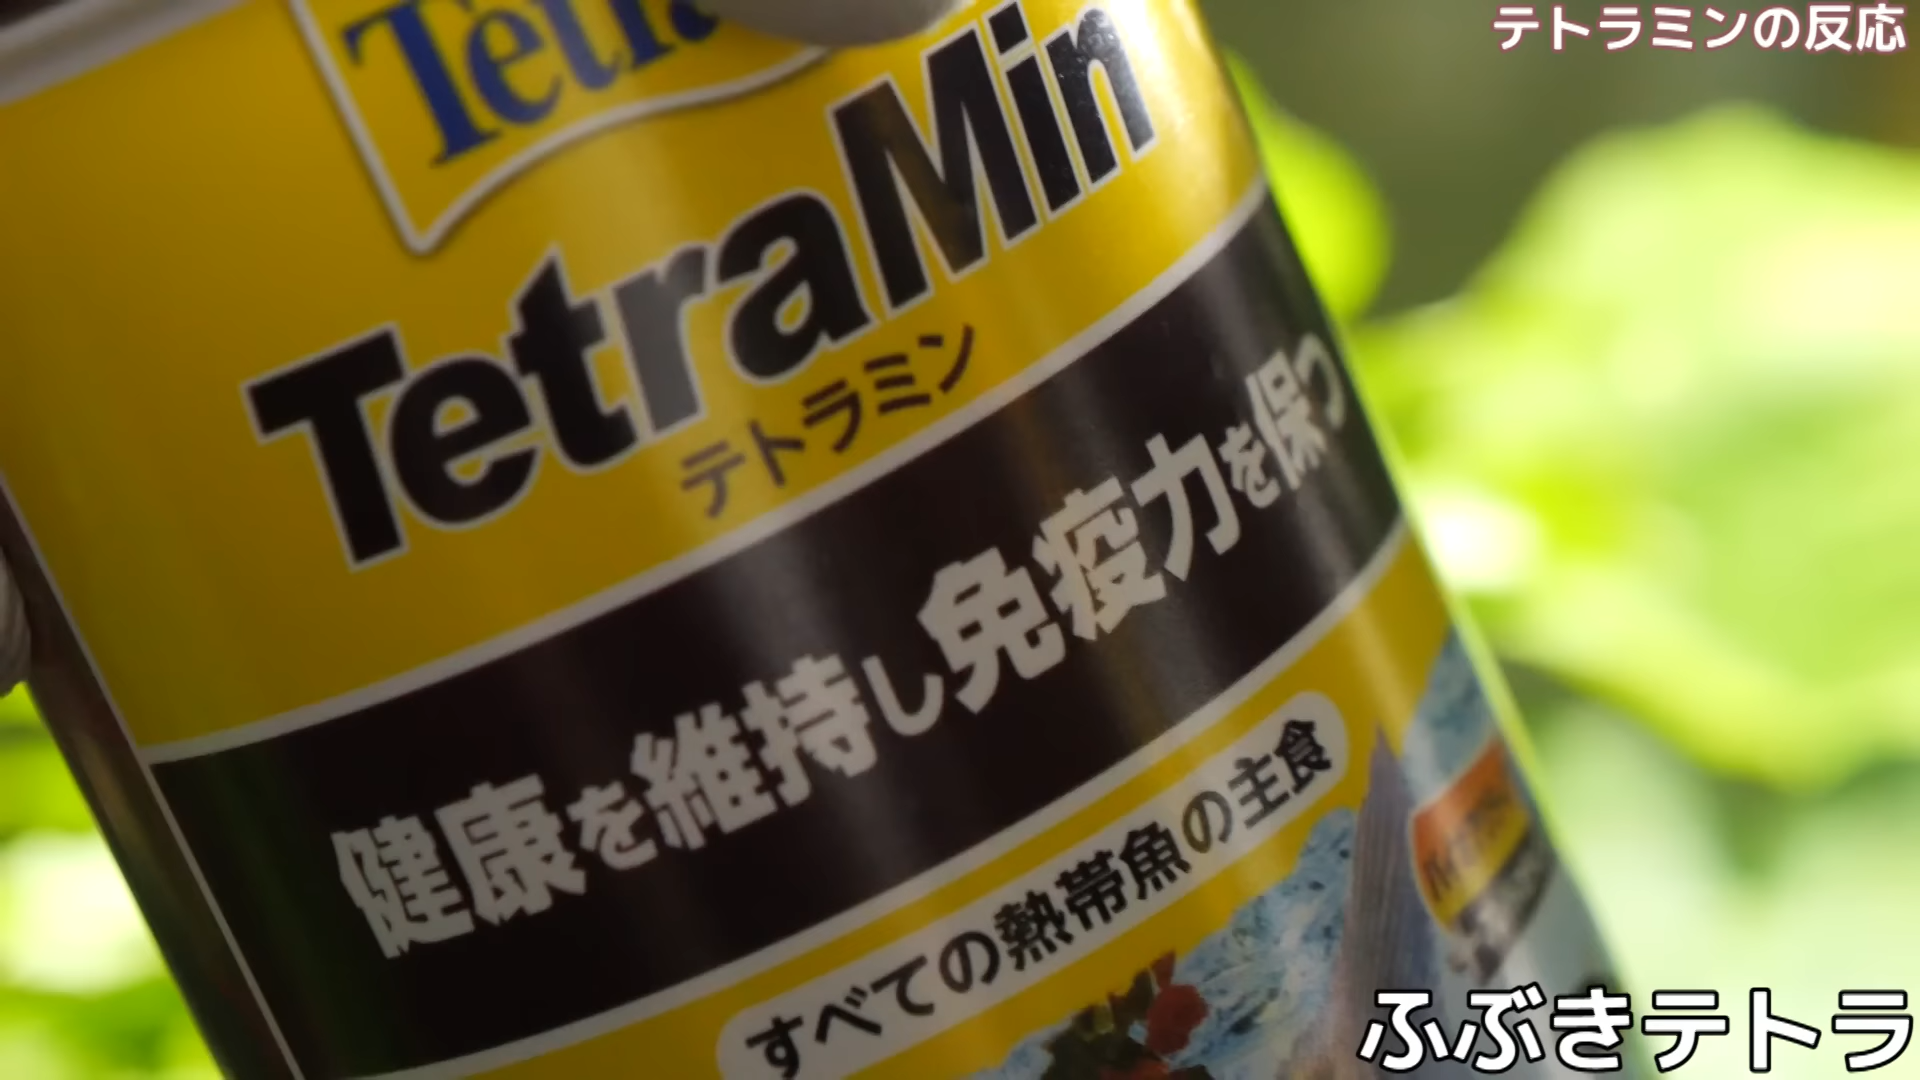 テトラミンの反応
Tetra
TetraMin
テトラミン
健康を維持し免疫力を保つ
すべての熱帯魚の主食
ふぶきテトラ